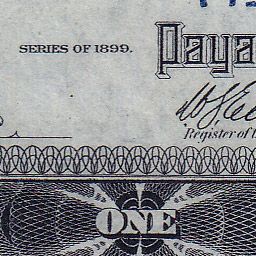 SERIES OF 1899.
Paya
Register of
ONE